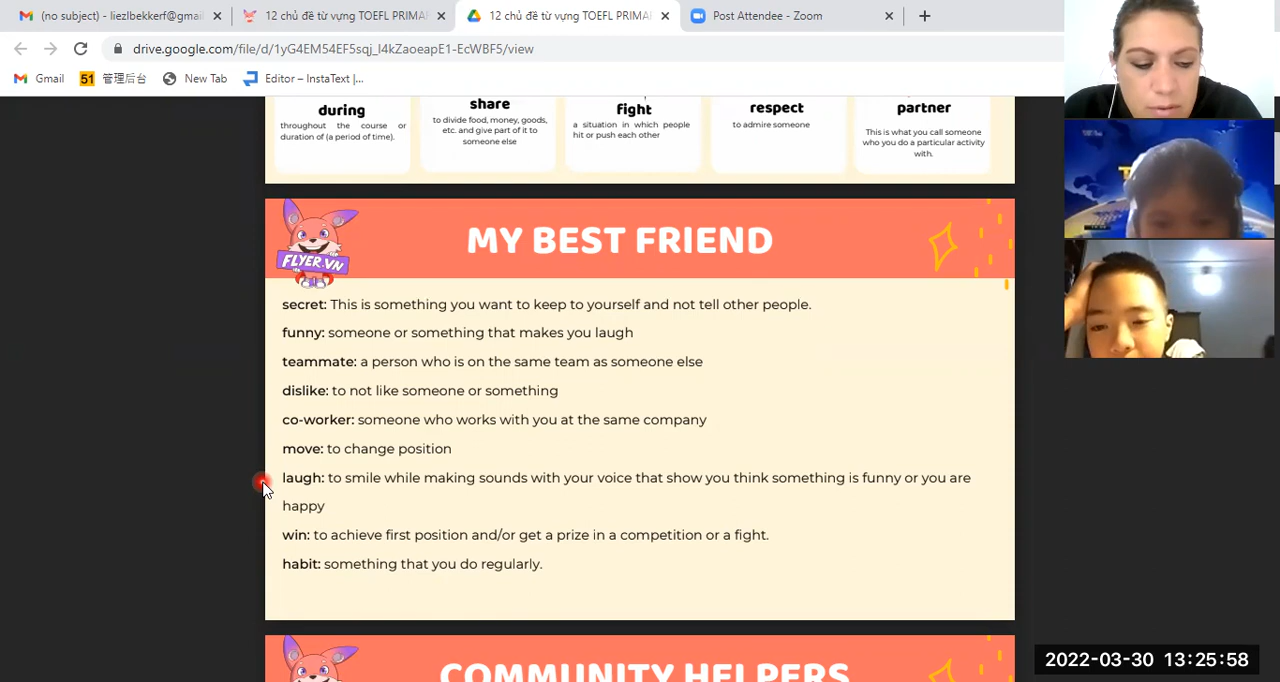 (no subject) - liezlbekkerf@gmail
12 chủ đề từ vựng TOEFL PRIMAR
12 chủ đề từ vựng TOEFL PRIMAR
Post Attendee - Zoom
drive.google.com/file/d/1yG4EM54EF5sqj_I4kZaoeapE1-EcWBF5/view
Gmail
51 管理后台
New Tab
Editor – InstaText |...
during
throughout the course or
duration of (a period of time).
share
to divide food, money, goods,
etc. and give part of it to
someone else
fight
a situation in which people
hit or push each other
respect
to admire someone
partner
This is what you call someone
who you do a particular activity
with.
FLYER.VN
MY BEST FRIEND
secret: This is something you want to keep to yourself and not tell other people.
funny: someone or something that makes you laugh
teammate: a person who is on the same team as someone else
dislike: to not like someone or something
co-worker: someone who works with you at the same company
move: to change position
laugh: to smile while making sounds with your voice that show you think something is funny or you are
happy
win: to achieve first position and/or get a prize in a competition or a fight.
habit: something that you do regularly.
COMMUNITY HELPERS
2022-03-30 13:25:58